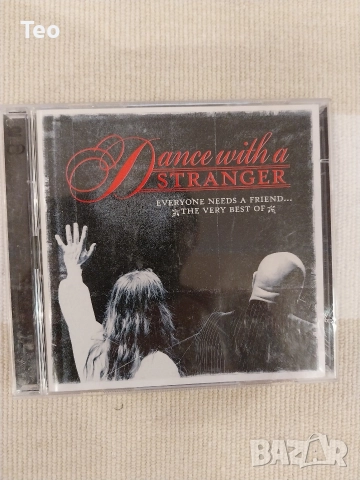 Teo
Dance with a
STRANGER
EVERYONE NEEDS A FRIEND...
THE VERY BEST OF
BAZAR